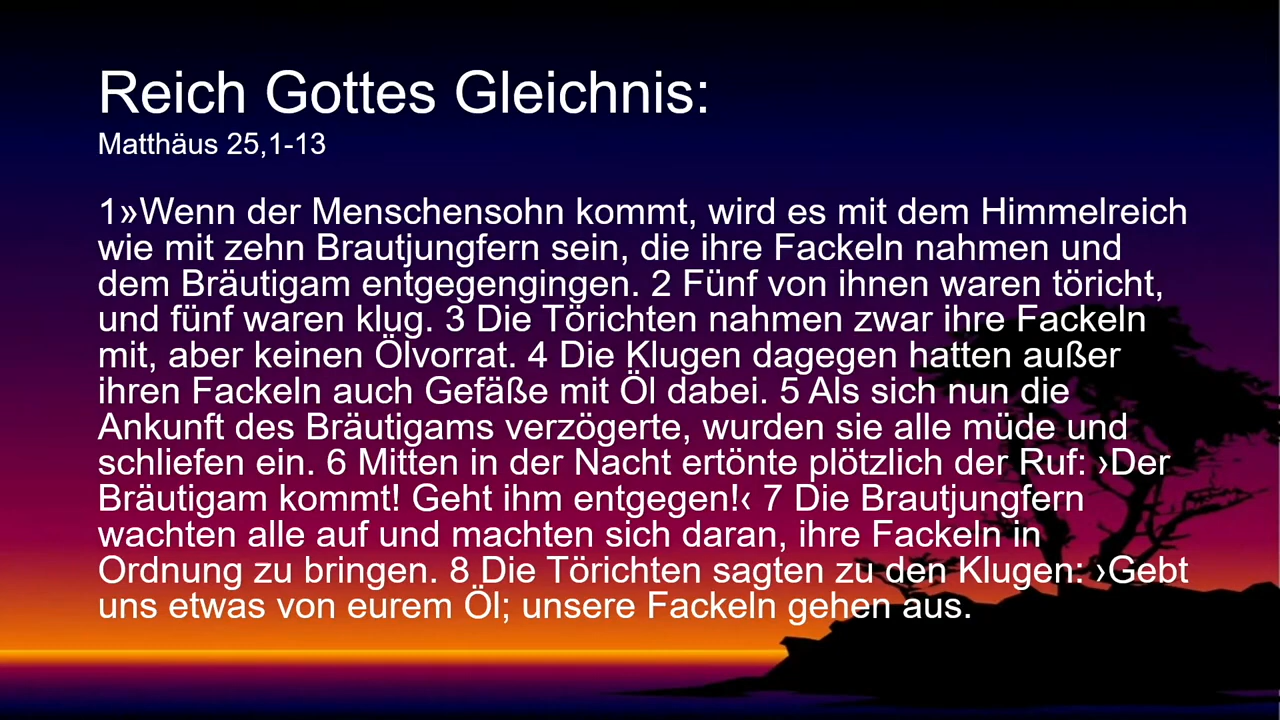 Reich Gottes Gleichnis:
Matthäus 25,1-13
1»Wenn der Menschensohn kommt, wird es mit dem Himmelreich
wie mit zehn Brautjungfern sein, die ihre Fackeln nahmen und
dem Bräutigam entgegengingen. 2 Fünf von ihnen waren töricht,
und fünf waren klug. 3 Die Törichten nahmen zwar ihre Fackeln
mit, aber keinen Ölvorrat. 4 Die Klugen dagegen hatten außer
ihren Fackeln auch Gefäße mit Öl dabei. 5 Als sich nun die
Ankunft des Bräutigams verzögerte, wurden sie alle müde und
schliefen ein. 6 Mitten in der Nacht ertönte plötzlich der Ruf: ›Der
Bräutigam kommt! Geht ihm entgegen!‹ 7 Die Brautjungfern
wachten alle auf und machten sich daran, ihre Fackeln in
Ordnung zu bringen. 8 Die Törichten sagten zu den Klugen: ›Gebt
uns etwas von eurem Öl; unsere Fackeln gehen aus.